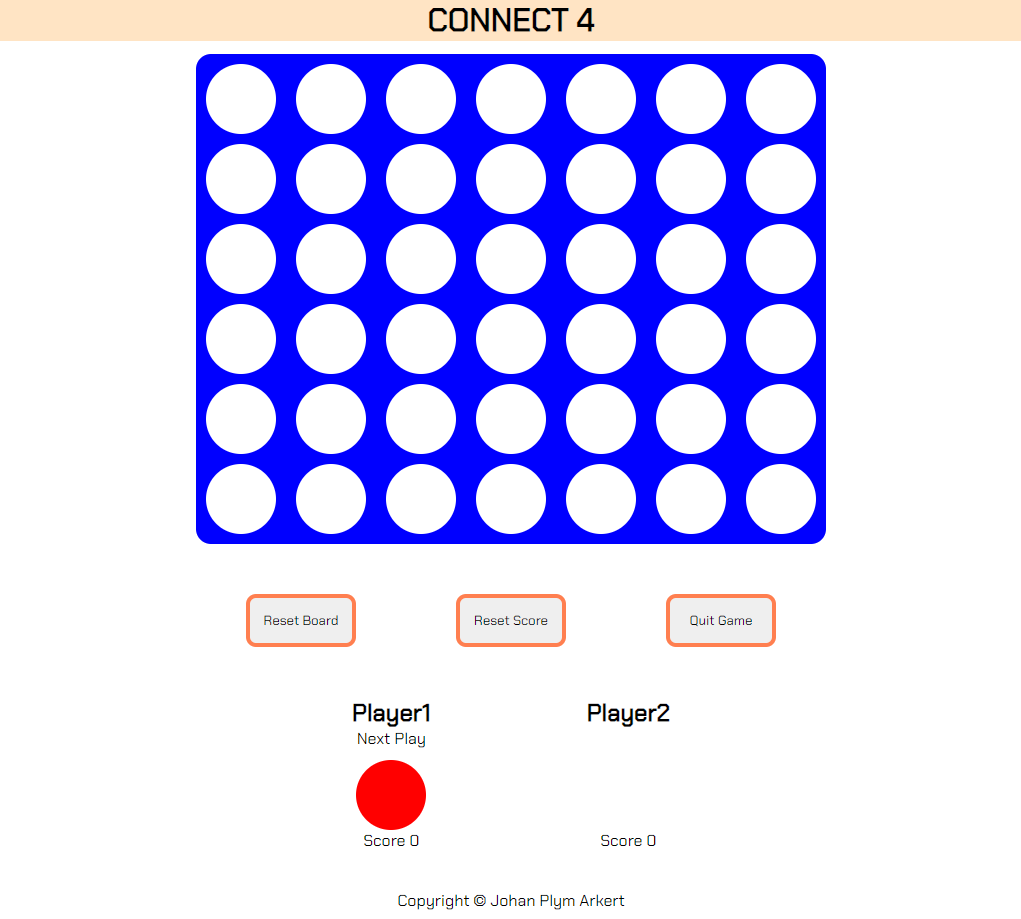 CONNECT 4
Reset Board
Reset Score
Quit Game
Player1
Next Play
Score 0
Player2
Score 0
Copyright © Johan Plym Arkert